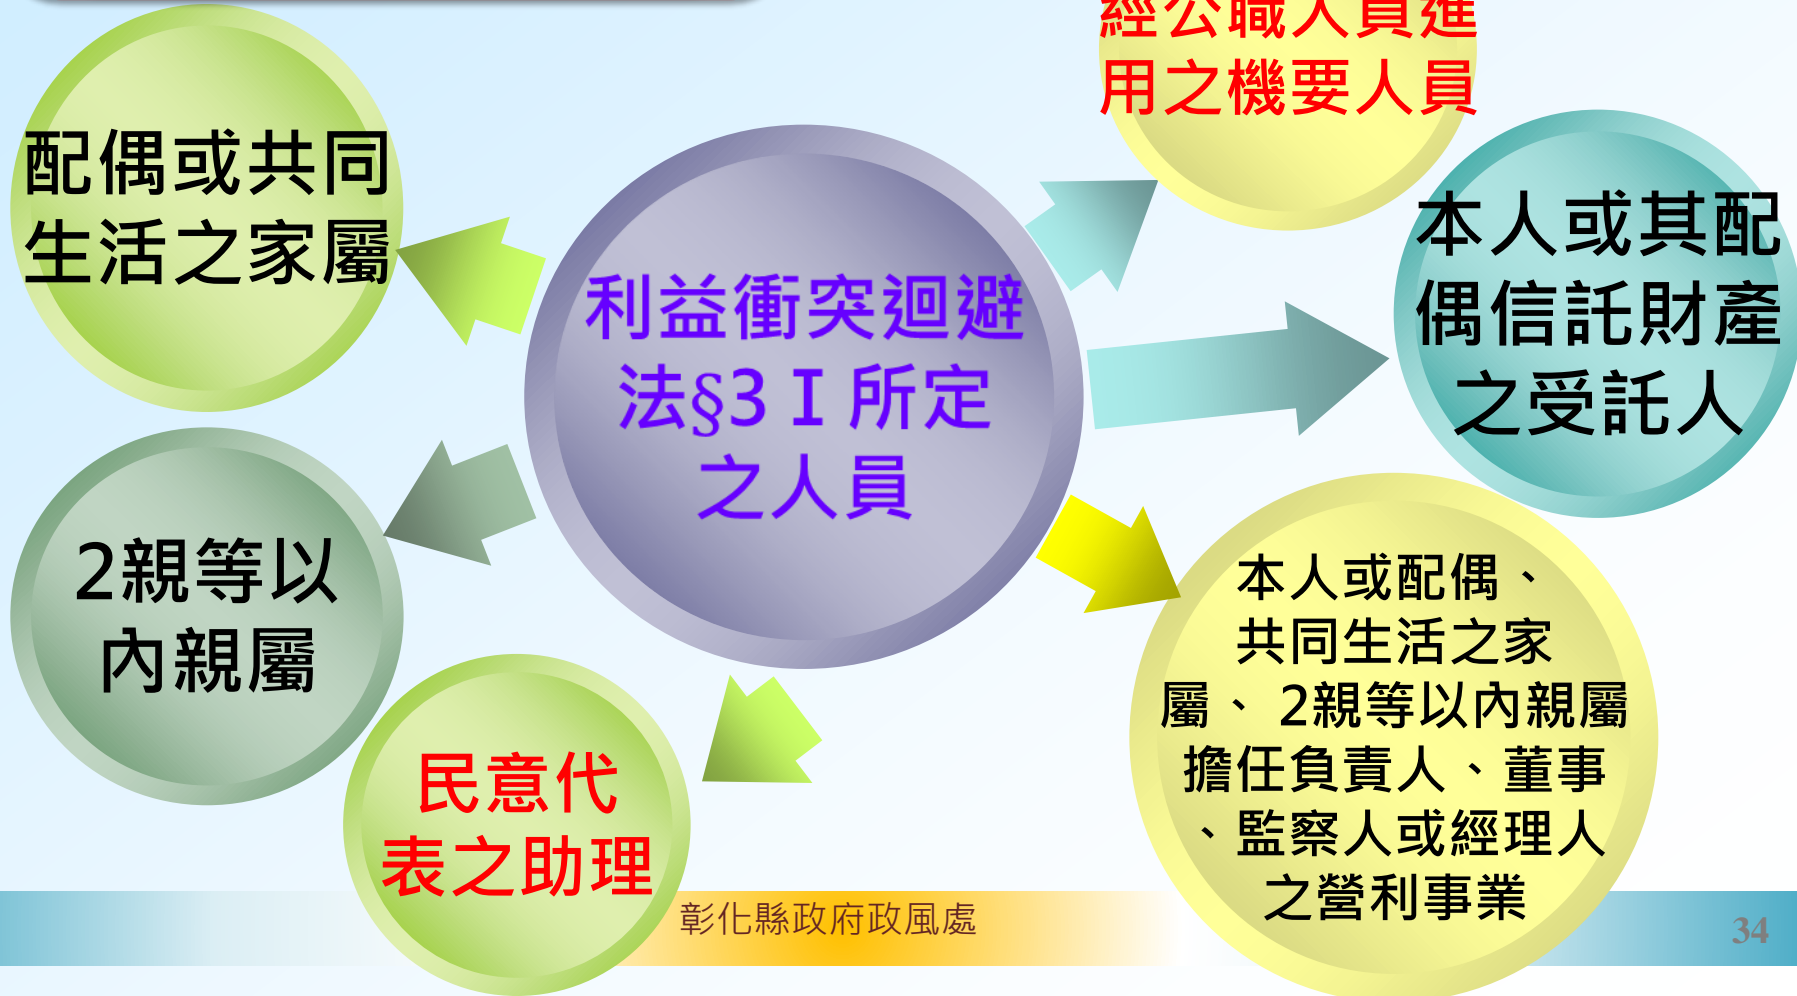 經公職人員進
用之機要人員
配偶或共同
生活之家屬
本人或其配
偶信託財產
之受託人
利益衝突迴避
法§3 I 所定
之人員
2親等以
內親屬
本人或配偶、
共同生活之家
屬、 2親等以內親屬
擔任負責人、董事
、監察人或經理人
之營利事業
民意代
表之助理
彰化縣政府政風處
34